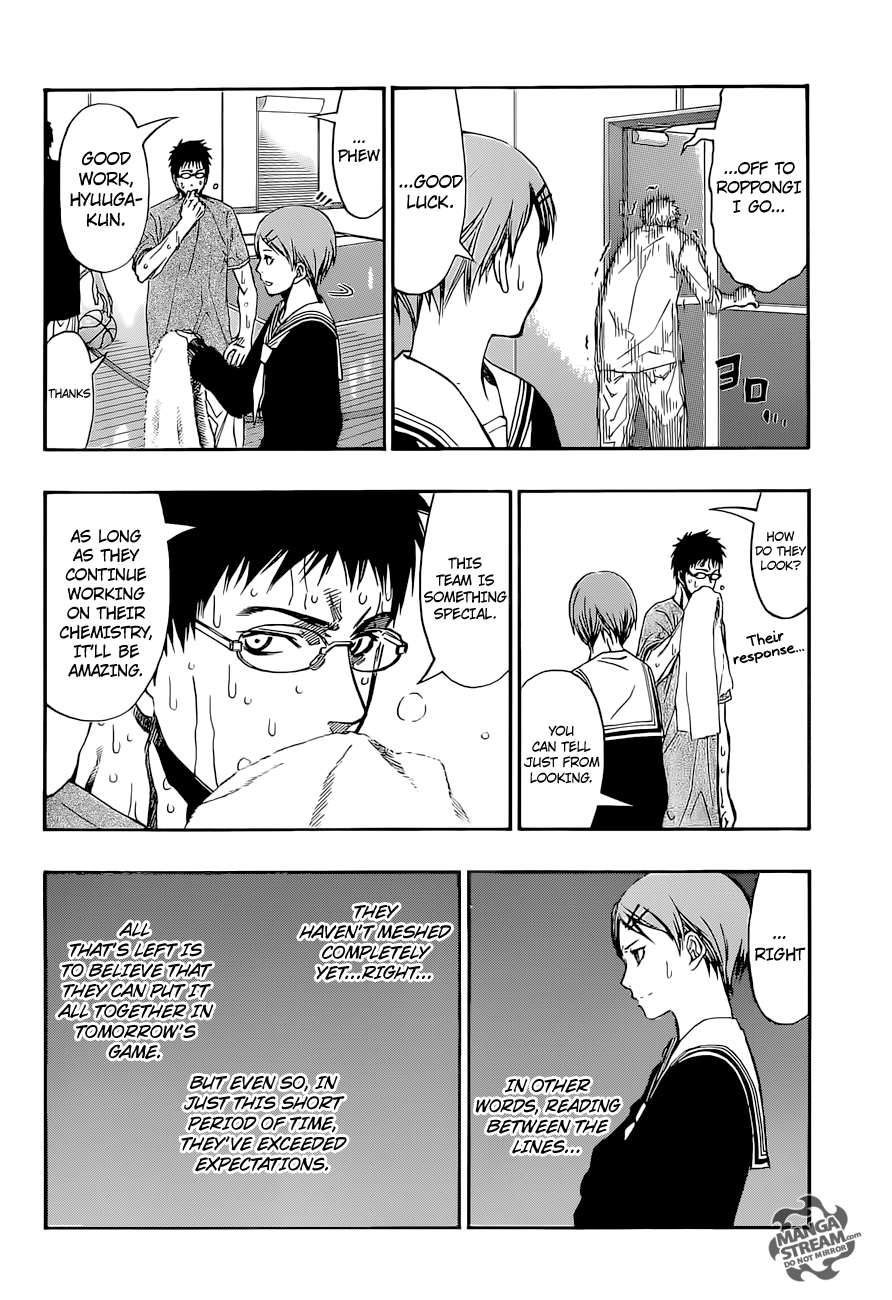 ...OFF TO
ROPPONGI
I GO...
...GOOD
LUCK.
ヨロ
...
PHEW
GOOD
WORK,
HYUUGA-
KUN.
THANKS
HOW
DO THEY
LOOK?
Their
response...
YOU
CAN TELL
JUST FROM
LOOKING.
THIS
TEAM IS
SOMETHING
SPECIAL.
AS LONG
AS THEY
CONTINUE
WORKING
ON THEIR
CHEMISTRY,
IT'LL BE
AMAZING.
...
RIGHT
IN OTHER
WORDS, READING
BETWEEN THE
LINES...
THEY
HAVEN'T MESHED
COMPLETELY
YET...RIGHT...
BUT EVEN SO, IN
JUST THIS SHORT
PERIOD OF TIME,
THEY'VE EXCEEDED
EXPECTATIONS.
ALL
THAT'S LEFT IS
TO BELIEVE THAT
THEY CAN PUT IT
ALL TOGETHER IN
TOMORROW'S
GAME.
MANGA
STREAM.com
DO NOT MIRROR